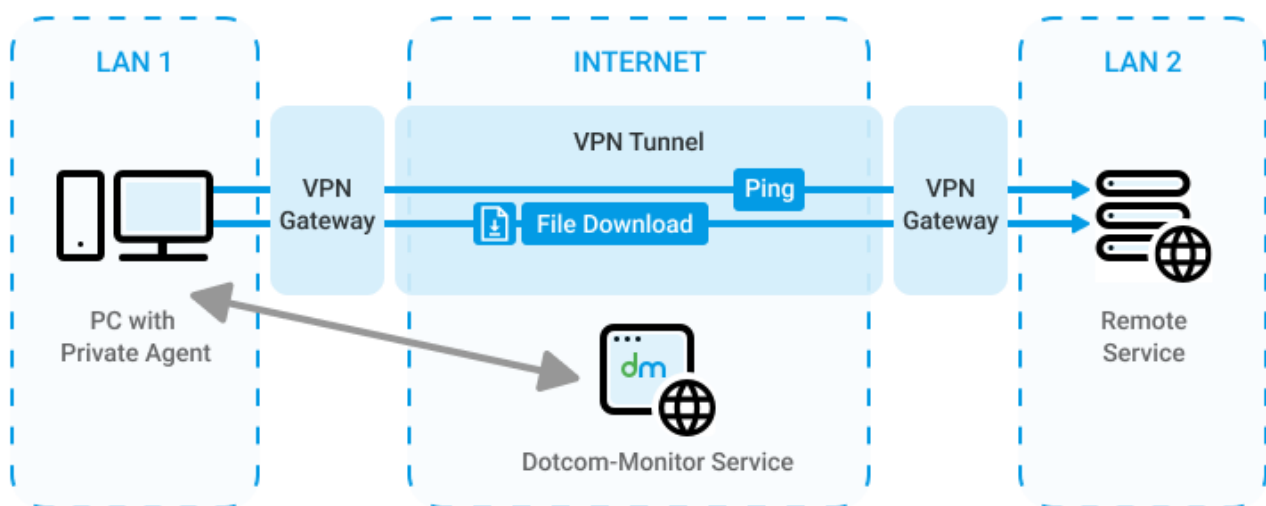 LAN 1
INTERNET
LAN 2
VPN Tunnel
VPN
Gateway
Ping
File Download
VPN
Gateway
PC with
Private Agent
dm
Dotcom-Monitor Service
Remote
Service